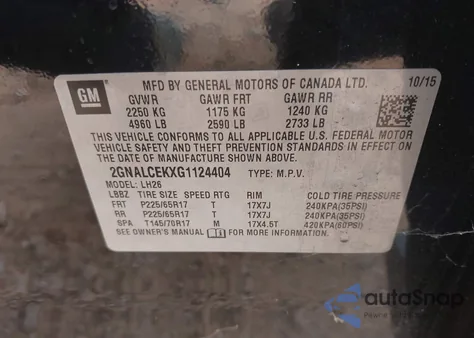 GM
MFD BY GENERAL MOTORS OF CANADA LTD. 10/15
GVWR GAWR FRT GAWR RR
2250 KG 1175 KG 1240 KG
4960 LB 2590 LB 2733 LB
THIS VEHICLE CONFORMS TO ALL APPLICABLE U.S. FEDERAL MOTOR
VEHICLE SAFETY AND THEFT PREVENTION STANDARDS IN EFFECT ON
THE DATE OF MANUFACTURE SHOWN ABOVE.
2GNALCEKXG1124404 TYPE: M.P.V.
MODEL: LH26
LBBZ TIRE SIZE SPEED RTG RIM COLD TIRE PRESSURE
FRT P225/65R17 T 17X7J 240KPA(35PSI)
RR P225/65R17 T 17X7J 240KPA(35PSI)
SPA T145/70R17 M 17X4.5T 420KPA(60PSI)
SEE OWNER'S MANUAL FOR MORE INFORMATION.
autoSnap